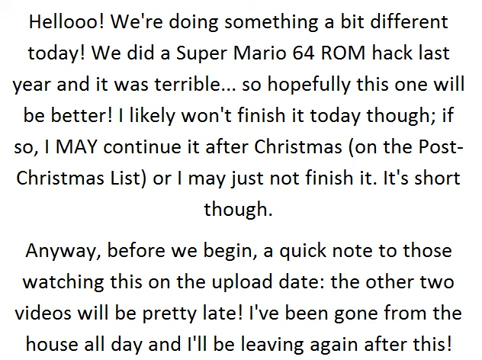 Hellooo! We're doing something a bit different
today! We did a Super Mario 64 ROM hack last
year and it was terrible... so hopefully this one will
be better! I likely won't finish it today though; if
so, I MAY continue it after Christmas (on the Post-
Christmas List) or I may just not finish it. It's short
though.
Anyway, before we begin, a quick note to those
watching this on the upload date: the other two
videos will be pretty late! I've been gone from the
house all day and I'll be leaving again after this!